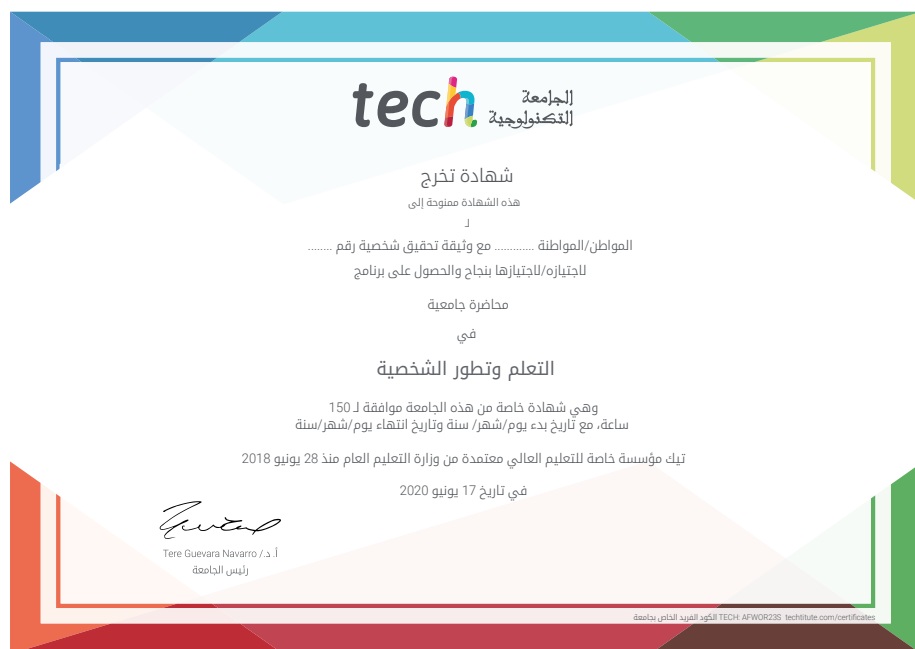 tech الجامعة
التكنولوجية
شهادة تخرج
هذه الشهادة ممنوحة إلى
لـ
المواطن/المواطنة ............ مع وثيقة تحقيق شخصية رقم ........
لاجتيازه/لاجتيازها بنجاح والحصول على برنامج
محاضرة جامعية
في
التعلم وتطور الشخصية
وهي شهادة خاصة من هذه الجامعة موافقة لـ 150
ساعة، مع تاريخ بدء يوم/شهر/ سنة وتاريخ انتهاء يوم/شهر/سنة
تيك مؤسسة خاصة للتعليم العالي معتمدة من وزارة التعليم العام منذ 28 يونيو 2018
في تاريخ 17 يونيو 2020
أ. د./ Tere Guevara Navarro
رئيس الجامعة
الكود الفريد الخاص بجامعة TECH: AFWOR23S techtitute.com/certificates